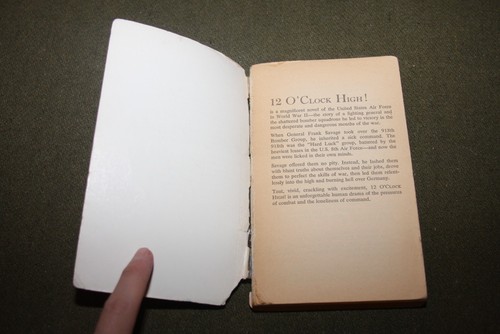 12 O'CLOCK HIGH!
is a magnificent novel of the United States Air Force
in World War II—the story of a fighting general and
the shattered bomber squadrons he led to victory in the
most desperate and dangerous months of the war.
When General Frank Savage took over the 918th
Bomber Group, he inherited a sick command. The
918th was the "Hard Luck" group, battered by the
heaviest losses in the U.S. 8th Air Force—and now the
men were licked in their own minds.
Savage offered them no pity. Instead, he lashed them
with blunt truths about themselves and their jobs, drove
them to perfect the skills of war, then led them relent-
lessly into the high and burning hell over Germany.
Taut, vivid, crackling with excitement, 12 O'CLOCK
HIGH! is an unforgettable human drama of the pressures
of combat and the loneliness of command.